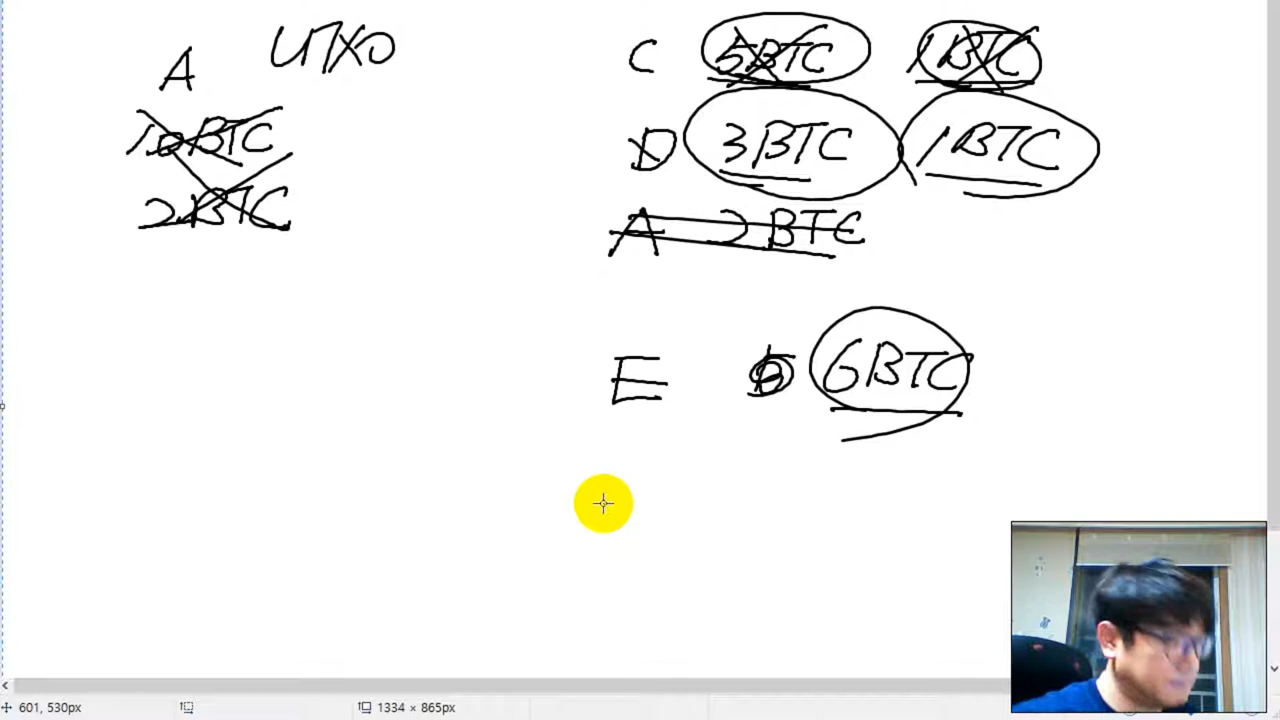 UTXO
A
10BTC
2BTC
C 5BTC 1BTC
D 3BTC 1BTC
A 2BTC
E 6BTC
601, 530px
1334 × 865px